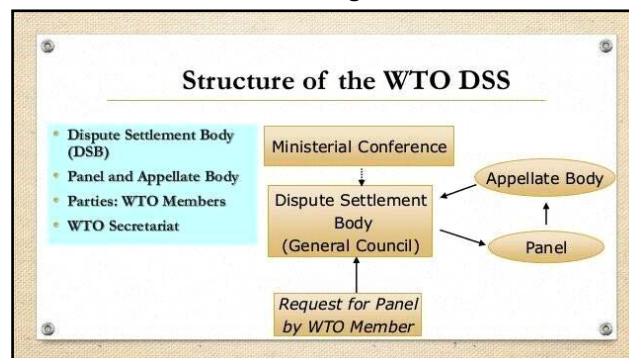 Structure of the WTO DSS
Dispute Settlement Body
(DSB)
Panel and Appellate Body
Parties: WTO Members
WTO Secretariat
Ministerial Conference
Dispute Settlement
Body
(General Council)
Appellate Body
Panel
Request for Panel
by WTO Member